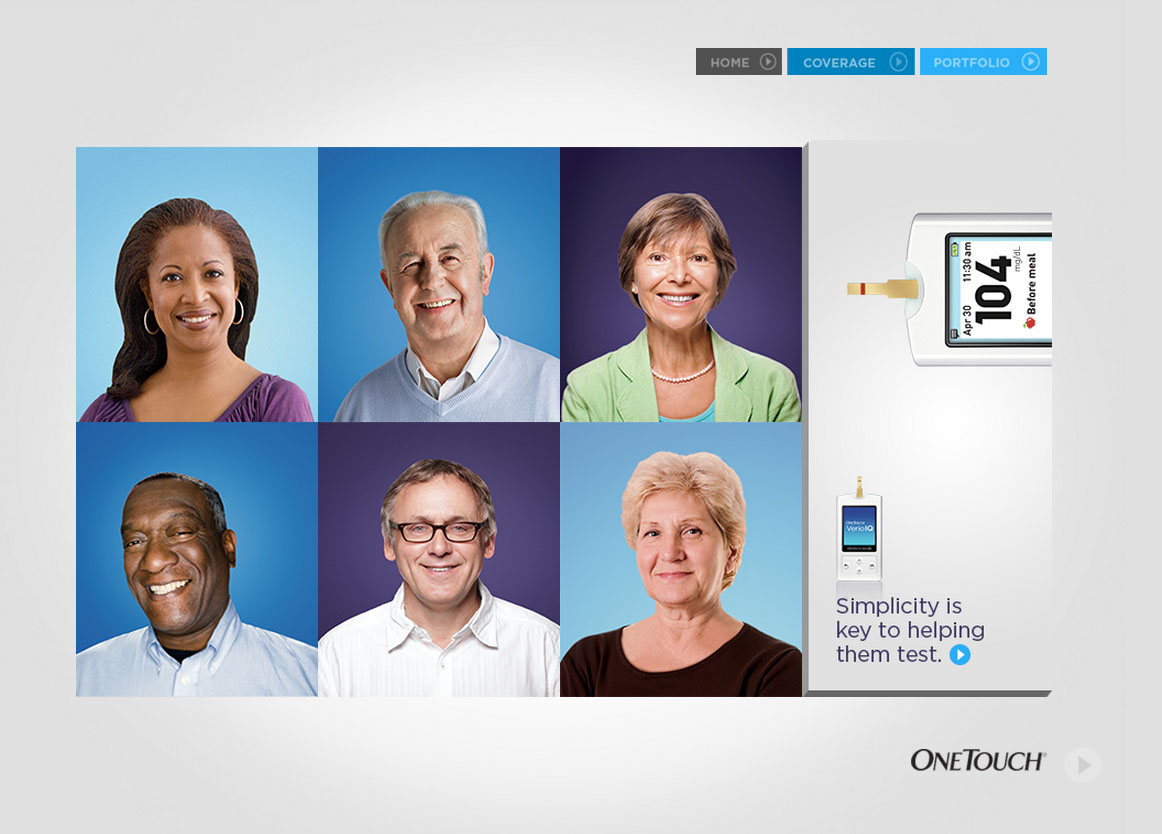 HOME
COVERAGE
PORTFOLIO
Apr 30 11:30 am
104 mg/dL
Before meal
OneTouch
VerioIQ
Simplicity is
key to helping
them test.
ONETOUCH®